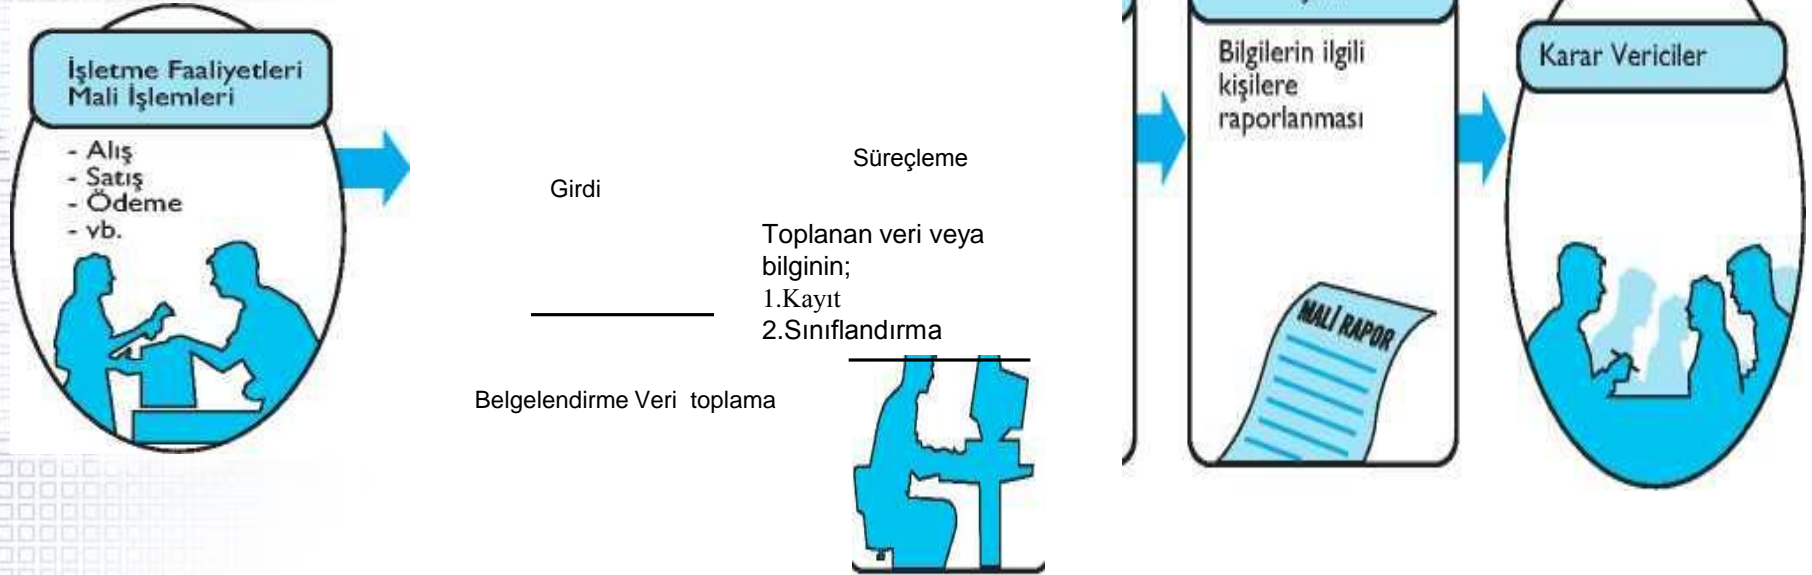 İşletme Faaliyetleri
Mali İşlemleri
- Alış
- Satış
- Ödeme
- vb.
Girdi
Belgelendirme Veri toplama
Süreçleme
Toplanan veri veya
bilginin;
1.Kayıt
2.Sınıflandırma
Bilgilerin ilgili
kişilere
raporlanması
MALİ RAPOR
Karar Vericiler